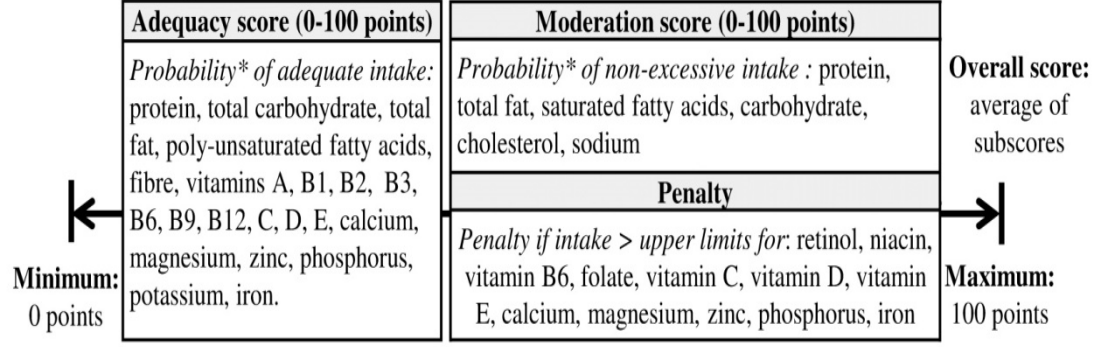 Adequacy score (0-100 points)
Probability* of adequate intake:
protein, total carbohydrate, total
fat, poly-unsaturated fatty acids,
fibre, vitamins A, B1, B2, B3,
B6, B9, B12, C, D, E, calcium,
magnesium, zinc, phosphorus,
potassium, iron.
Moderation score (0-100 points)
Probability* of non-excessive intake : protein,
total fat, saturated fatty acids, carbohydrate,
cholesterol, sodium
Penalty
Penalty if intake > upper limits for: retinol, niacin,
vitamin B6, folate, vitamin C, vitamin D, vitamin
E, calcium, magnesium, zinc, phosphorus, iron
Overall score:
average of
subscores
Minimum:
0 points
Maximum:
100 points